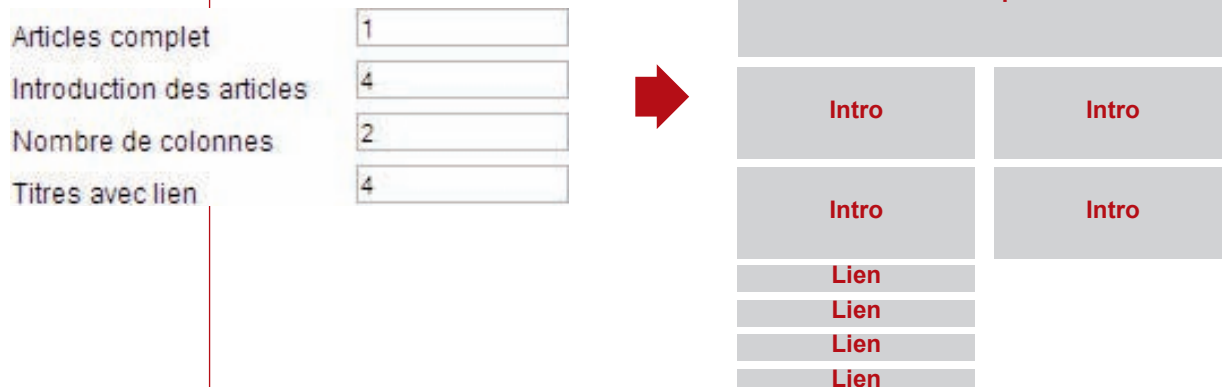 Articles complet 1
Introduction des articles 4
Nombre de colonnes 2
Titres avec lien 4
Intro Intro
Intro Intro
Lien
Lien
Lien
Lien